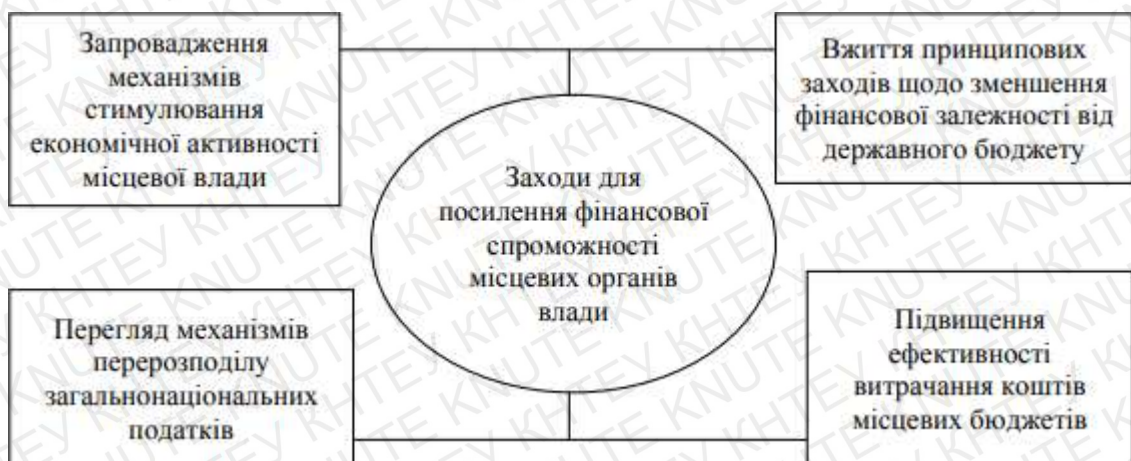 Запровадження
механізмів
стимулювання
економічної активності
місцевої влади
Вжиття принципових
заходів щодо зменшення
фінансової залежності від
державного бюджету
Заходи для
посилення фінансової
спроможності
місцевих органів
влади
Перегляд механізмів
перерозподілу
загальнонаціональних
податків
Підвищення
ефективності
витрачання коштів
місцевих бюджетів